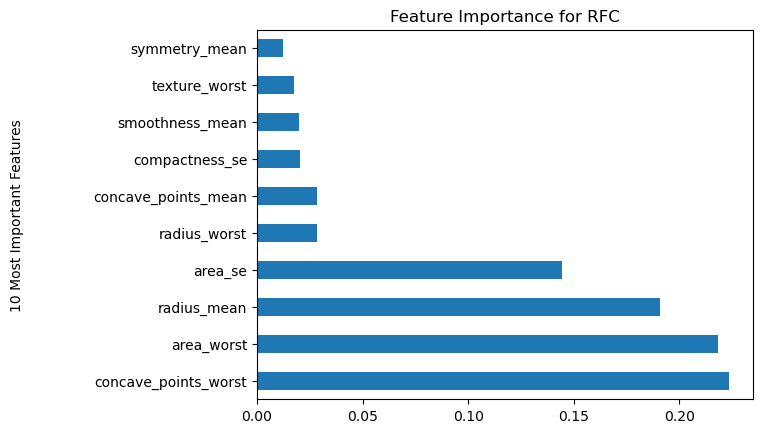 Feature Importance for RFC
10 Most Important Features
symmetry_mean
texture_worst
smoothness_mean
compactness_se
concave_points_mean
radius_worst
area_se
radius_mean
area_worst
concave_points_worst
0.00 0.05 0.10 0.15 0.20